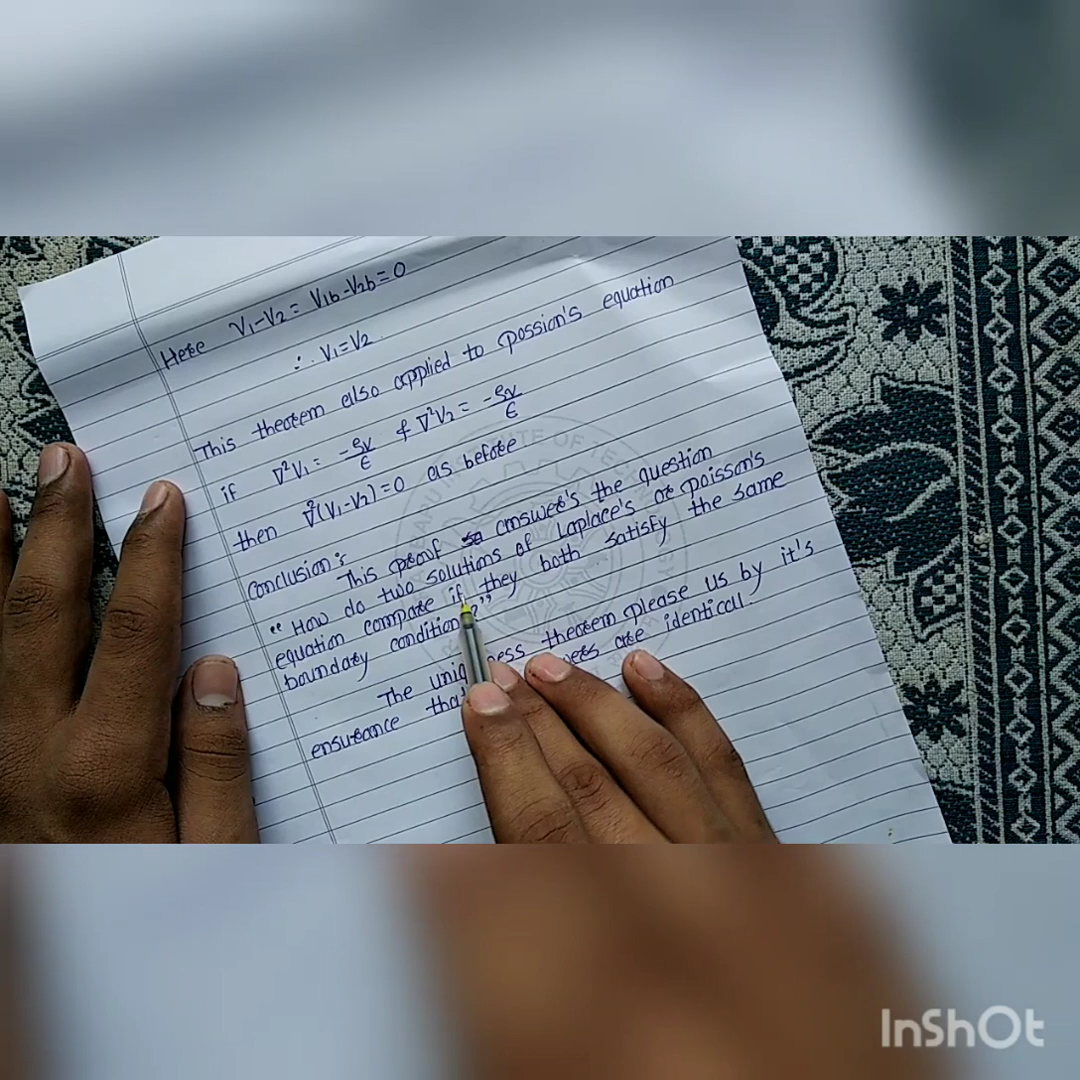 Here V₁-V₂ = V₁b-V₂b = 0
∴ V₁=V₂
This theorem also applied to possion's equation
if ∇²V₁ = -ρv/ε & ∇²V₂ = -ρv/ε
then ∇²(V₁-V₂)=0 as before
Conclusion :
This proof answer's the question
"How do two solutions of Laplace's or poisson's
equation compare if they both satisfy the same
boundary condition?"
The theorem please us by it's
ensurance are identical.
InShOt